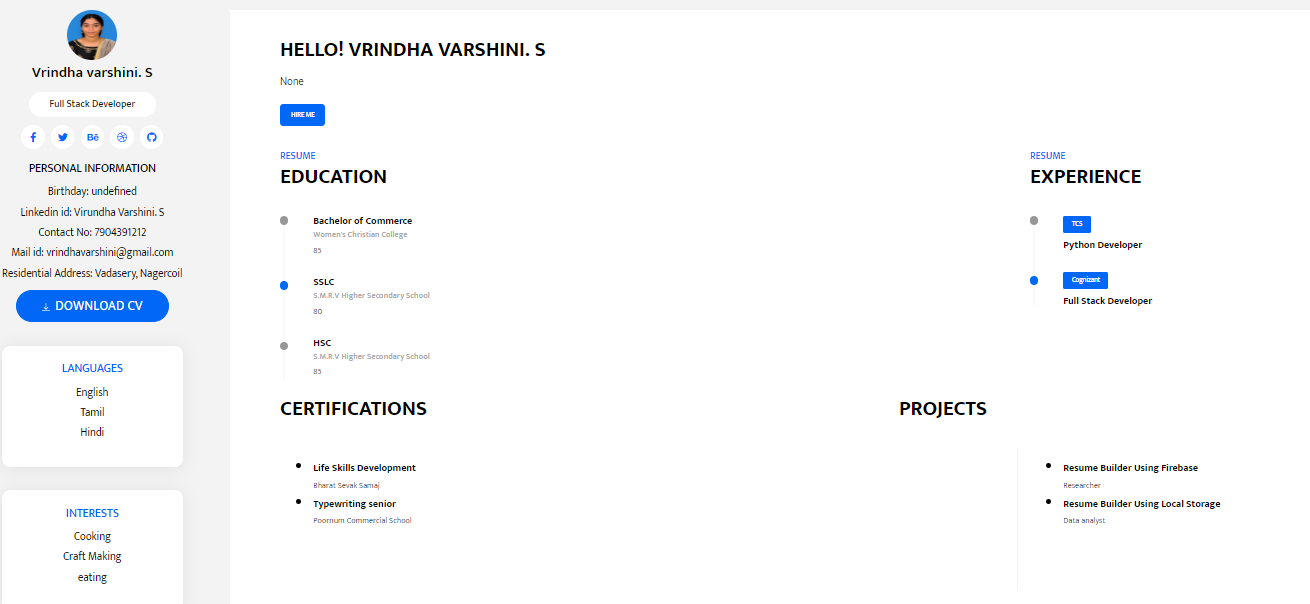 Vrindha varshini. S
Full Stack Developer
Bē
PERSONAL INFORMATION
Birthday: undefined
Linkedin id: Virundha Varshini. S
Contact No: 7904391212
Mail id: vrindhavarshini@gmail.com
Residential Address: Vadasery, Nagercoil
DOWNLOAD CV
LANGUAGES
English
Tamil
Hindi
INTERESTS
Cooking
Craft Making
eating
HELLO! VRINDHA VARSHINI. S
None
HIRE ME
RESUME
EDUCATION
Bachelor of Commerce
Women's Christian College
85
SSLC
S.M.R.V Higher Secondary School
80
HSC
S.M.R.V Higher Secondary School
85
RESUME
EXPERIENCE
TCS
Python Developer
Cognizant
Full Stack Developer
CERTIFICATIONS
Life Skills Development
Bharat Sevak Samaj
Typewriting senior
Poornum Commercial School
PROJECTS
Resume Builder Using Firebase
Researcher
Resume Builder Using Local Storage
Data analyst